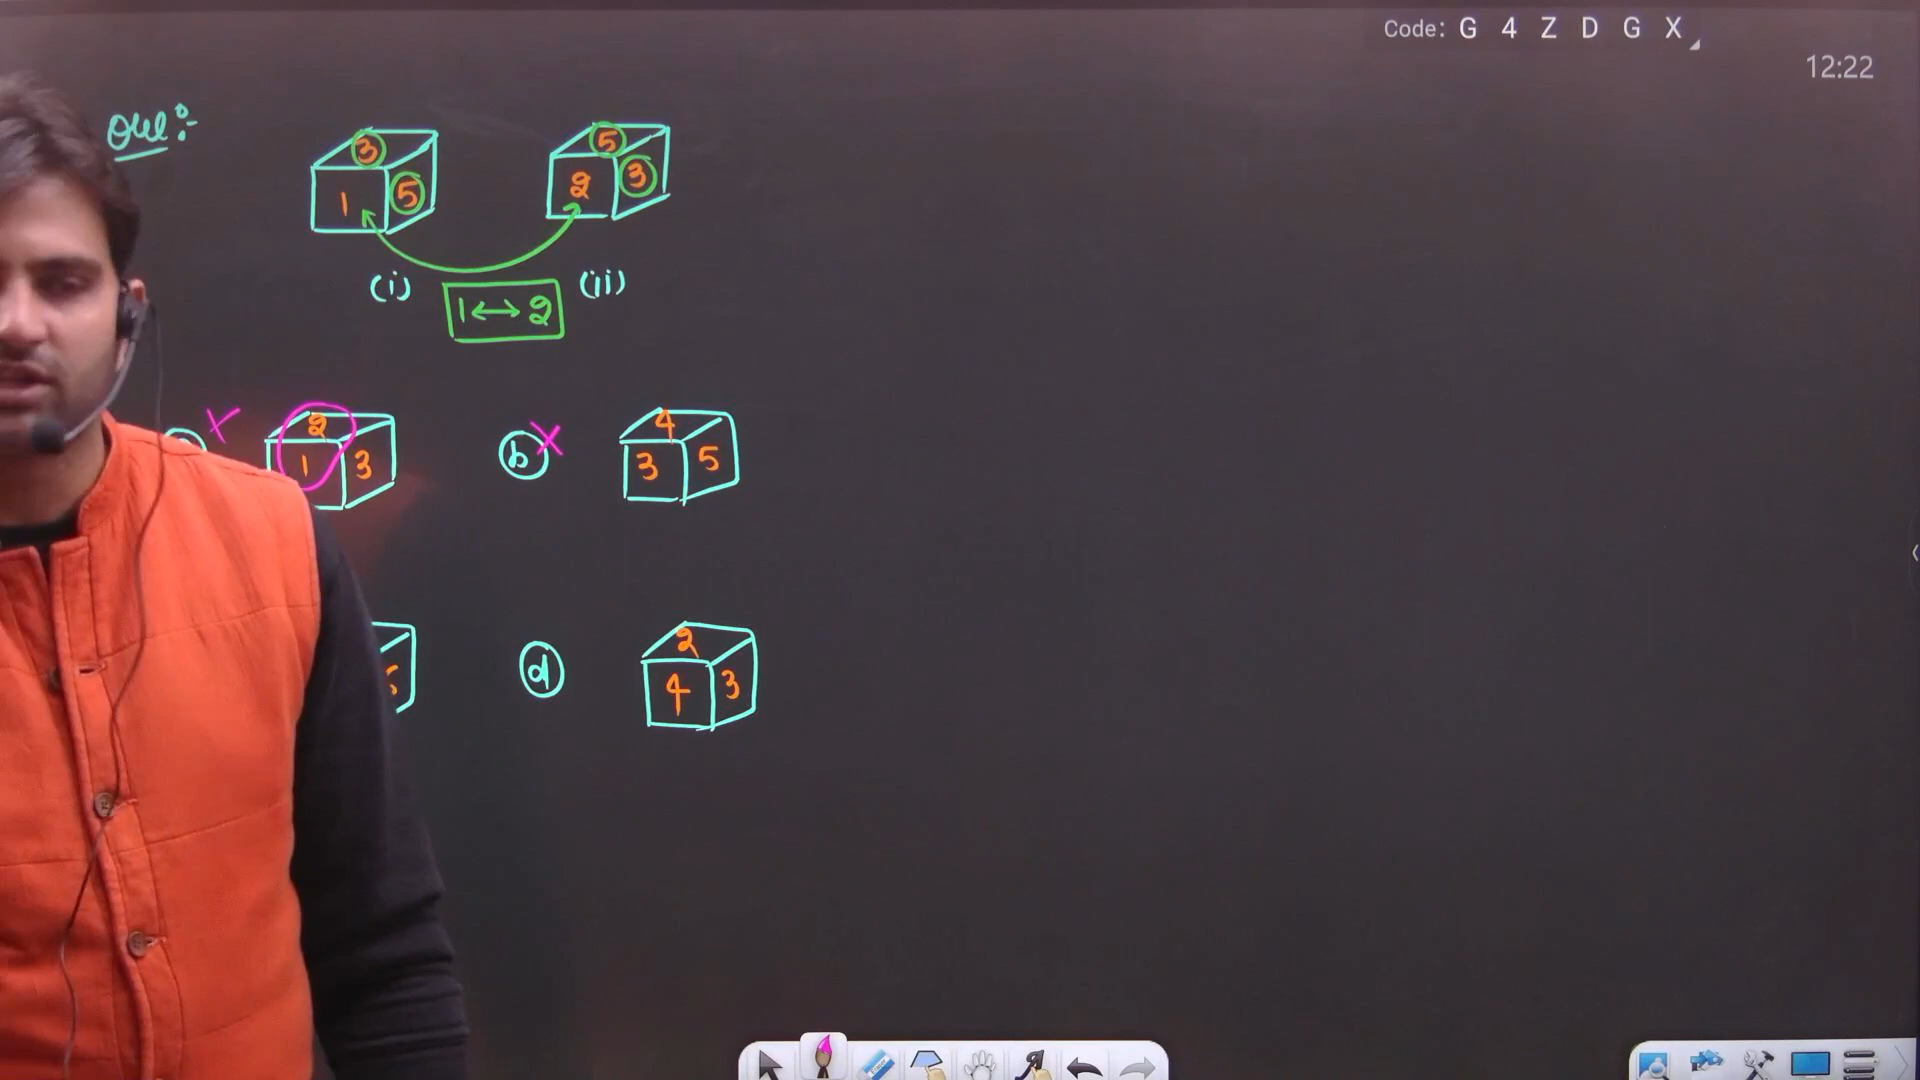 Code: G 4 Z D G X
12:22
Que:-
3 1 5
5 2 3
(i) (ii)
1 ↔ 2
x 2 1 3
b x 4 3 5
5
d 2 4 3